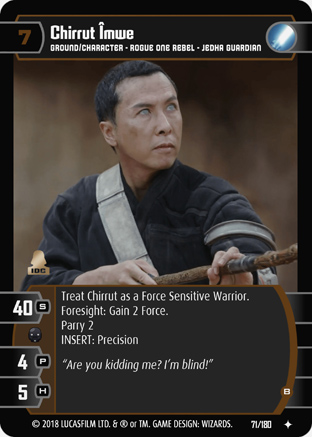 7
Chirrut Îmwe
GROUND/CHARACTER - ROGUE ONE REBEL - JEDHA GUARDIAN
IDC
40 S
Treat Chirrut as a Force Sensitive Warrior.
Foresight: Gain 2 Force.
Parry 2
INSERT: Precision
4 P
“Are you kidding me? I’m blind!”
5 H
B
© 2018 LUCASFILM LTD. & ® or TM. GAME DESIGN: WIZARDS. 71/180